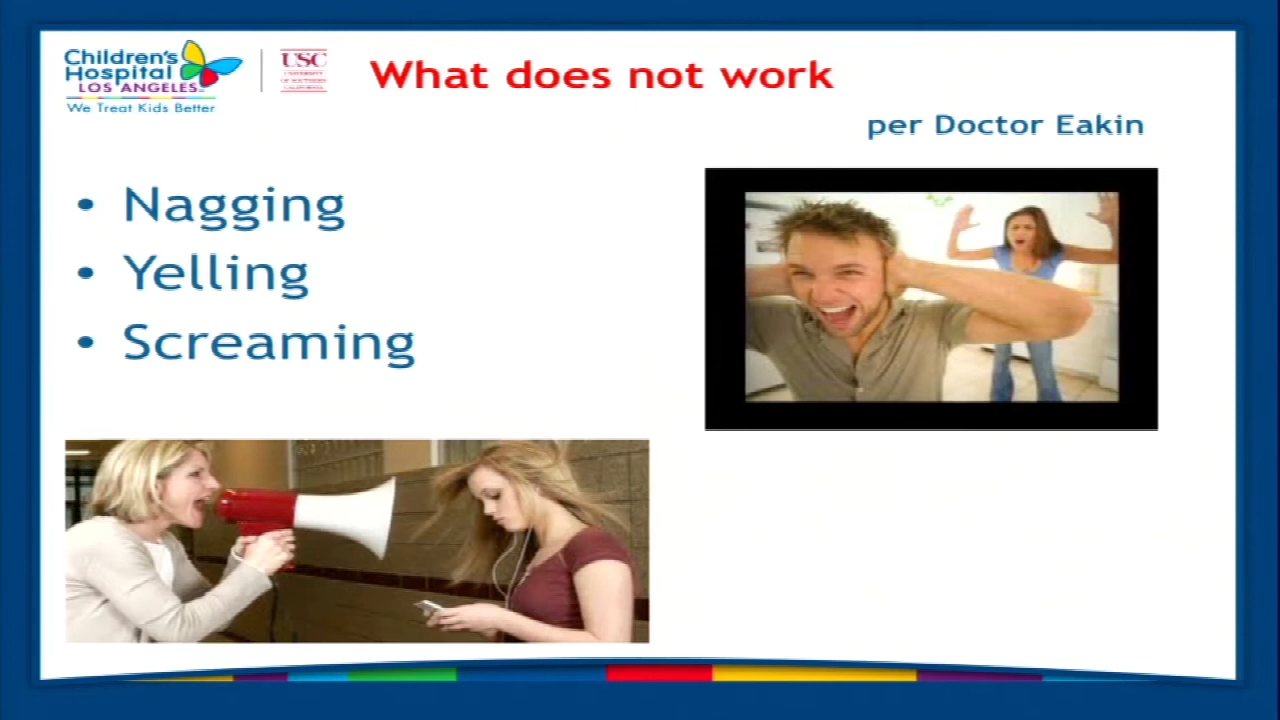 Children's
Hospital
LOS ANGELES
We Treat Kids Better
USC
UNIVERSITY
OF SOUTHERN
CALIFORNIA
What does not work
per Doctor Eakin
• Nagging
• Yelling
• Screaming